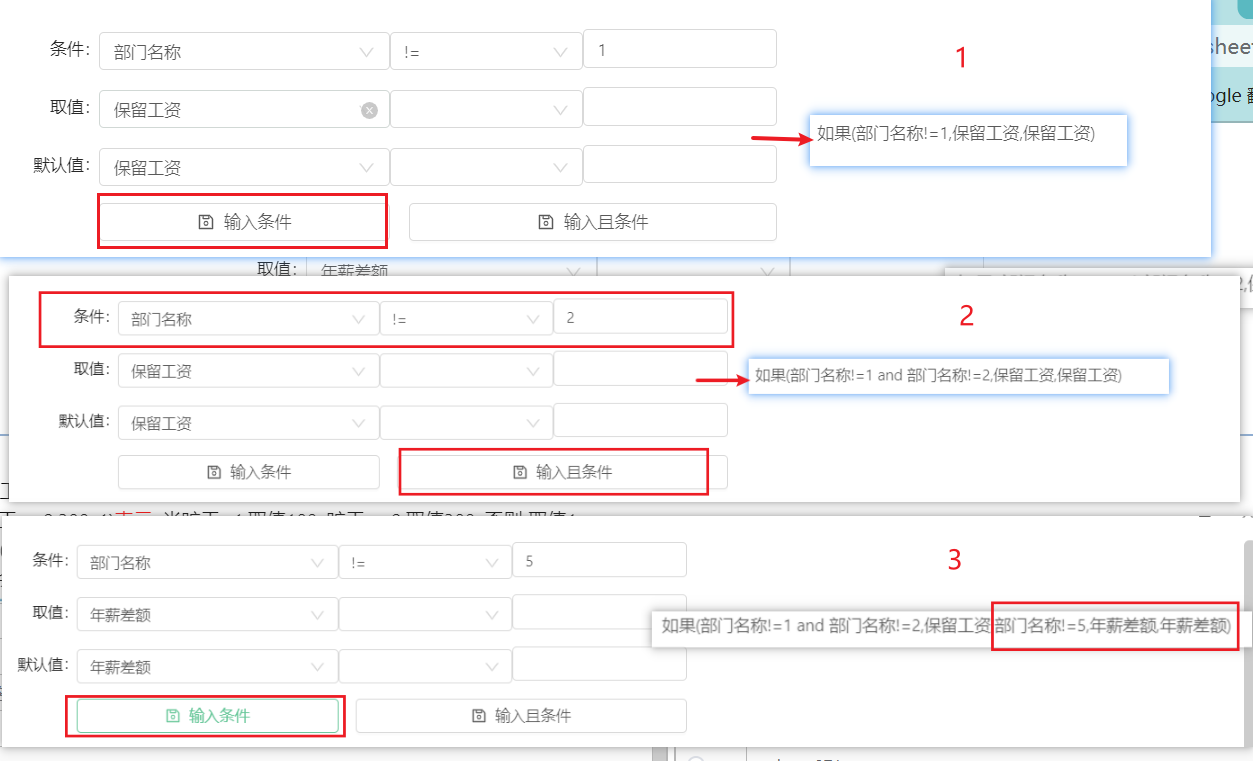 条件: 部门名称 != 1
1
sheet
ogle 翻
取值: 保留工资
如果(部门名称!=1,保留工资,保留工资)
默认值: 保留工资
输入条件 输入且条件
取值: 年薪差额
条件: 部门名称 != 2
2
取值: 保留工资
如果(部门名称!=1 and 部门名称!=2,保留工资,保留工资)
默认值: 保留工资
输入条件 输入且条件
条件: 部门名称 != 5
3
取值: 年薪差额
如果(部门名称!=1 and 部门名称!=2,保留工资,部门名称!=5,年薪差额,年薪差额)
默认值: 年薪差额
输入条件 输入且条件